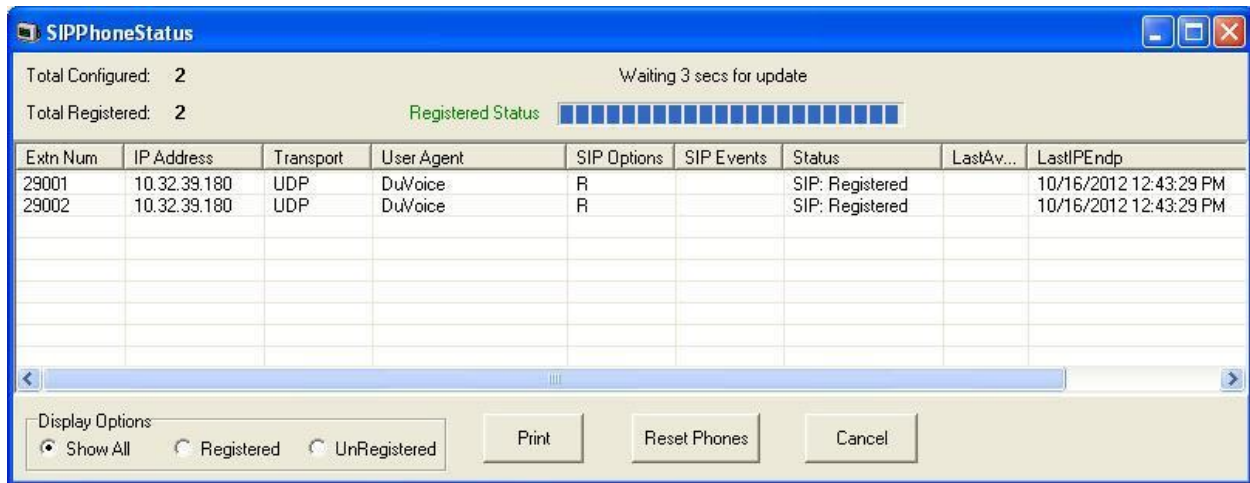 SIPPhoneStatus
Total Configured: 2
Waiting 3 secs for update
Total Registered: 2
Registered Status
Extn Num IP Address Transport User Agent SIP Options SIP Events Status LastAv... LastIPEndp
29001 10.32.39.180 UDP DuVoice R SIP: Registered 10/16/2012 12:43:29 PM
29002 10.32.39.180 UDP DuVoice R SIP: Registered 10/16/2012 12:43:29 PM
Display Options
Show All Registered UnRegistered
Print Reset Phones Cancel